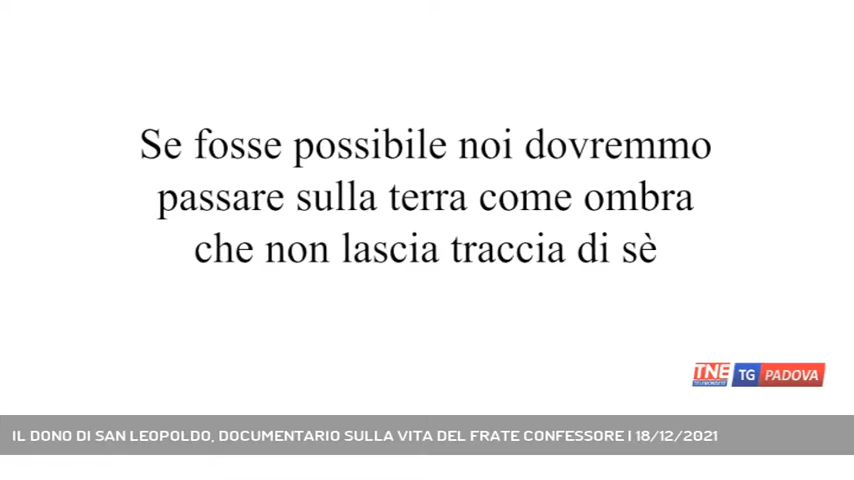 Se fosse possibile noi dovremmo
passare sulla terra come ombra
che non lascia traccia di sè
TNE TG PADOVA
TELENORDEST
IL DONO DI SAN LEOPOLDO, DOCUMENTARIO SULLA VITA DEL FRATE CONFESSORE | 18/12/2021